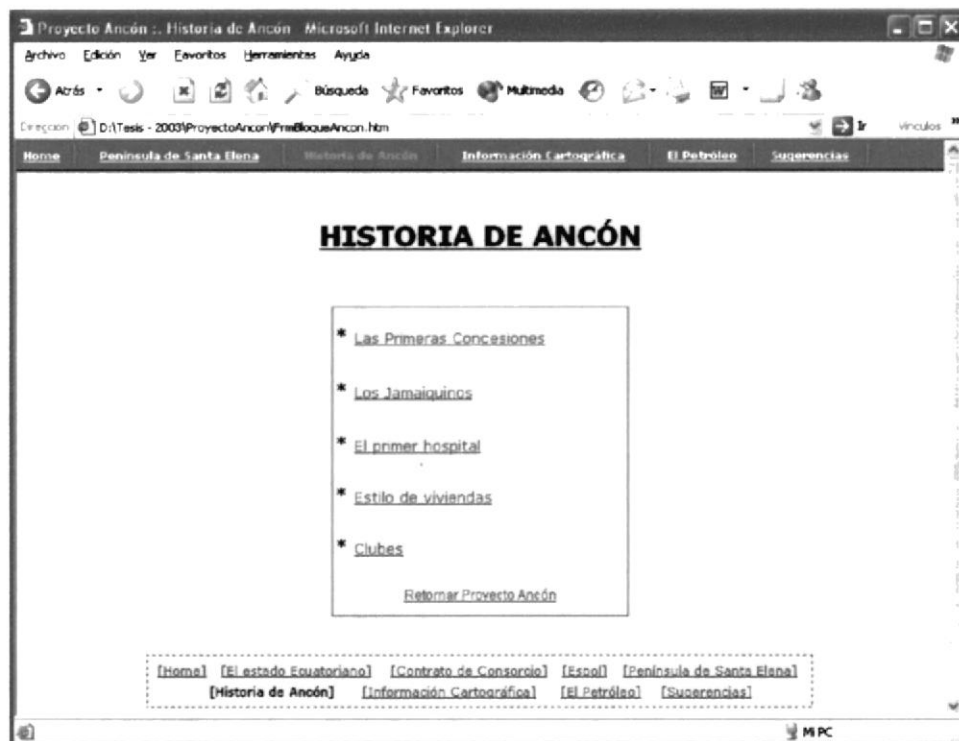 Proyecto Ancón :. Historia de Ancón Microsoft Internet Explorer
Archivo Edición Ver Favoritos Herramientas Ayuda
Atrás Búsqueda Favoritos Multimedia
Dirección D:\Tesis - 2003\ProyectoAncon\FrmBloqueAncon.htm Ir Vínculos »
Home Península de Santa Elena Historia de Ancón Información Cartográfica El Petróleo Sugerencias
HISTORIA DE ANCÓN
* Las Primeras Concesiones
* Los Jamaiquinos
* El primer hospital
* Estilo de viviendas
* Clubes
Retornar Proyecto Ancón
[Home] [El estado Ecuatoriano] [Contrato de Consorcio] [Espol] [Península de Santa Elena]
[Historia de Ancón] [Información Cartográfica] [El Petróleo] [Sugerencias]
Mi PC